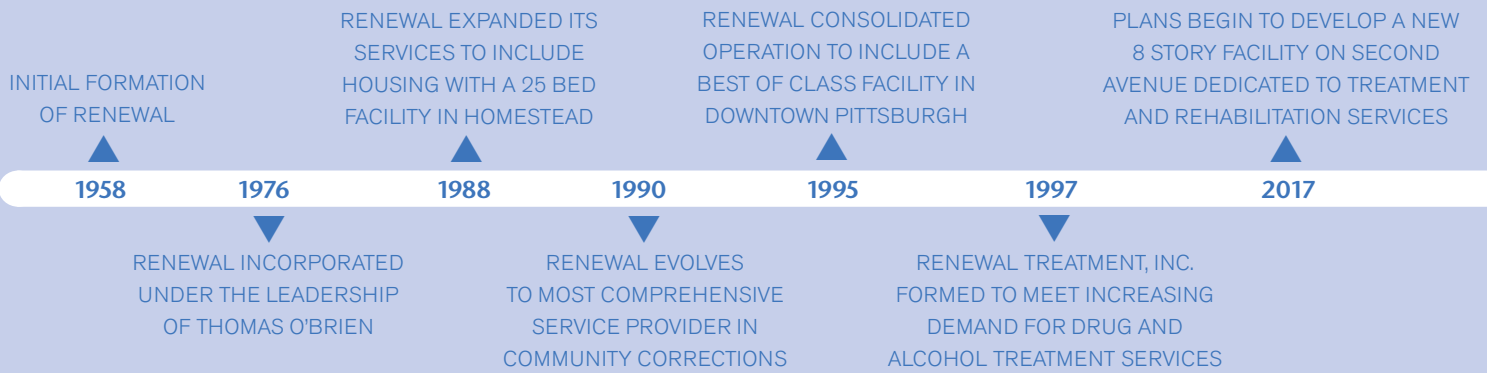 INITIAL FORMATION
OF RENEWAL
RENEWAL EXPANDED ITS
SERVICES TO INCLUDE
HOUSING WITH A 25 BED
FACILITY IN HOMESTEAD
RENEWAL CONSOLIDATED
OPERATION TO INCLUDE A
BEST OF CLASS FACILITY IN
DOWNTOWN PITTSBURGH
PLANS BEGIN TO DEVELOP A NEW
8 STORY FACILITY ON SECOND
AVENUE DEDICATED TO TREATMENT
AND REHABILITATION SERVICES
1958 1976 1988 1990 1995 1997 2017
RENEWAL INCORPORATED
UNDER THE LEADERSHIP
OF THOMAS O’BRIEN
RENEWAL EVOLVES
TO MOST COMPREHENSIVE
SERVICE PROVIDER IN
COMMUNITY CORRECTIONS
RENEWAL TREATMENT, INC.
FORMED TO MEET INCREASING
DEMAND FOR DRUG AND
ALCOHOL TREATMENT SERVICES